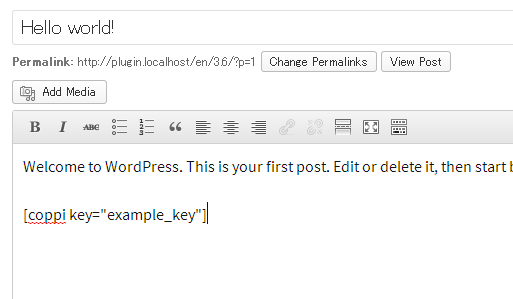 Hello world!
Permalink: http://plugin.localhost/en/3.6/?p=1 Change Permalinks View Post
Add Media
B I ABC
Welcome to WordPress. This is your first post. Edit or delete it, then start
[coppi key="example_key"]